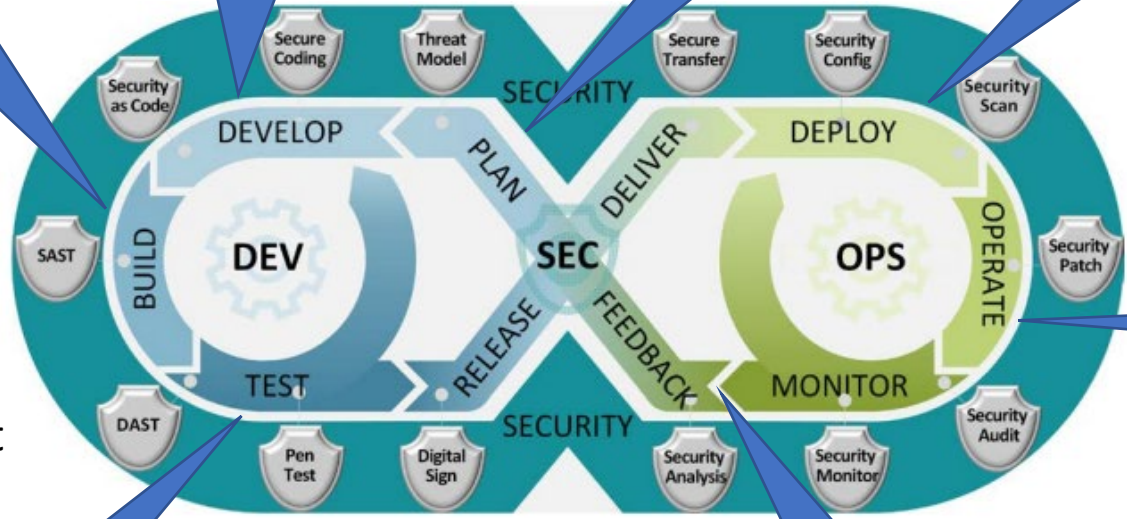 Secure
Coding
Threat
Model
Secure
Transfer
Security
Config
Security
as Code
SECURITY
Security
Scan
DEVELOP
PLAN
DELIVER
DEPLOY
SAST
BUILD
DEV
SEC
OPS
OPERATE
Security
Patch
TEST
RELEASE
FEEDBACK
MONITOR
DAST
Pen
Test
Digital
Sign
SECURITY
Security
Analysis
Security
Monitor
Security
Audit
t